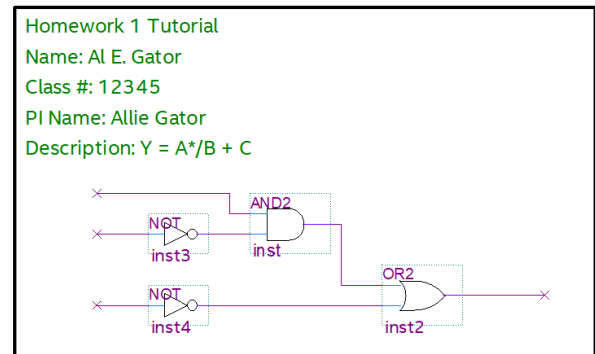 Homework 1 Tutorial
Name: Al E. Gator
Class #: 12345
PI Name: Allie Gator
Description: Y = A*/B + C
AND2
NOT
inst
inst3
OR2
NOT
inst4
inst2